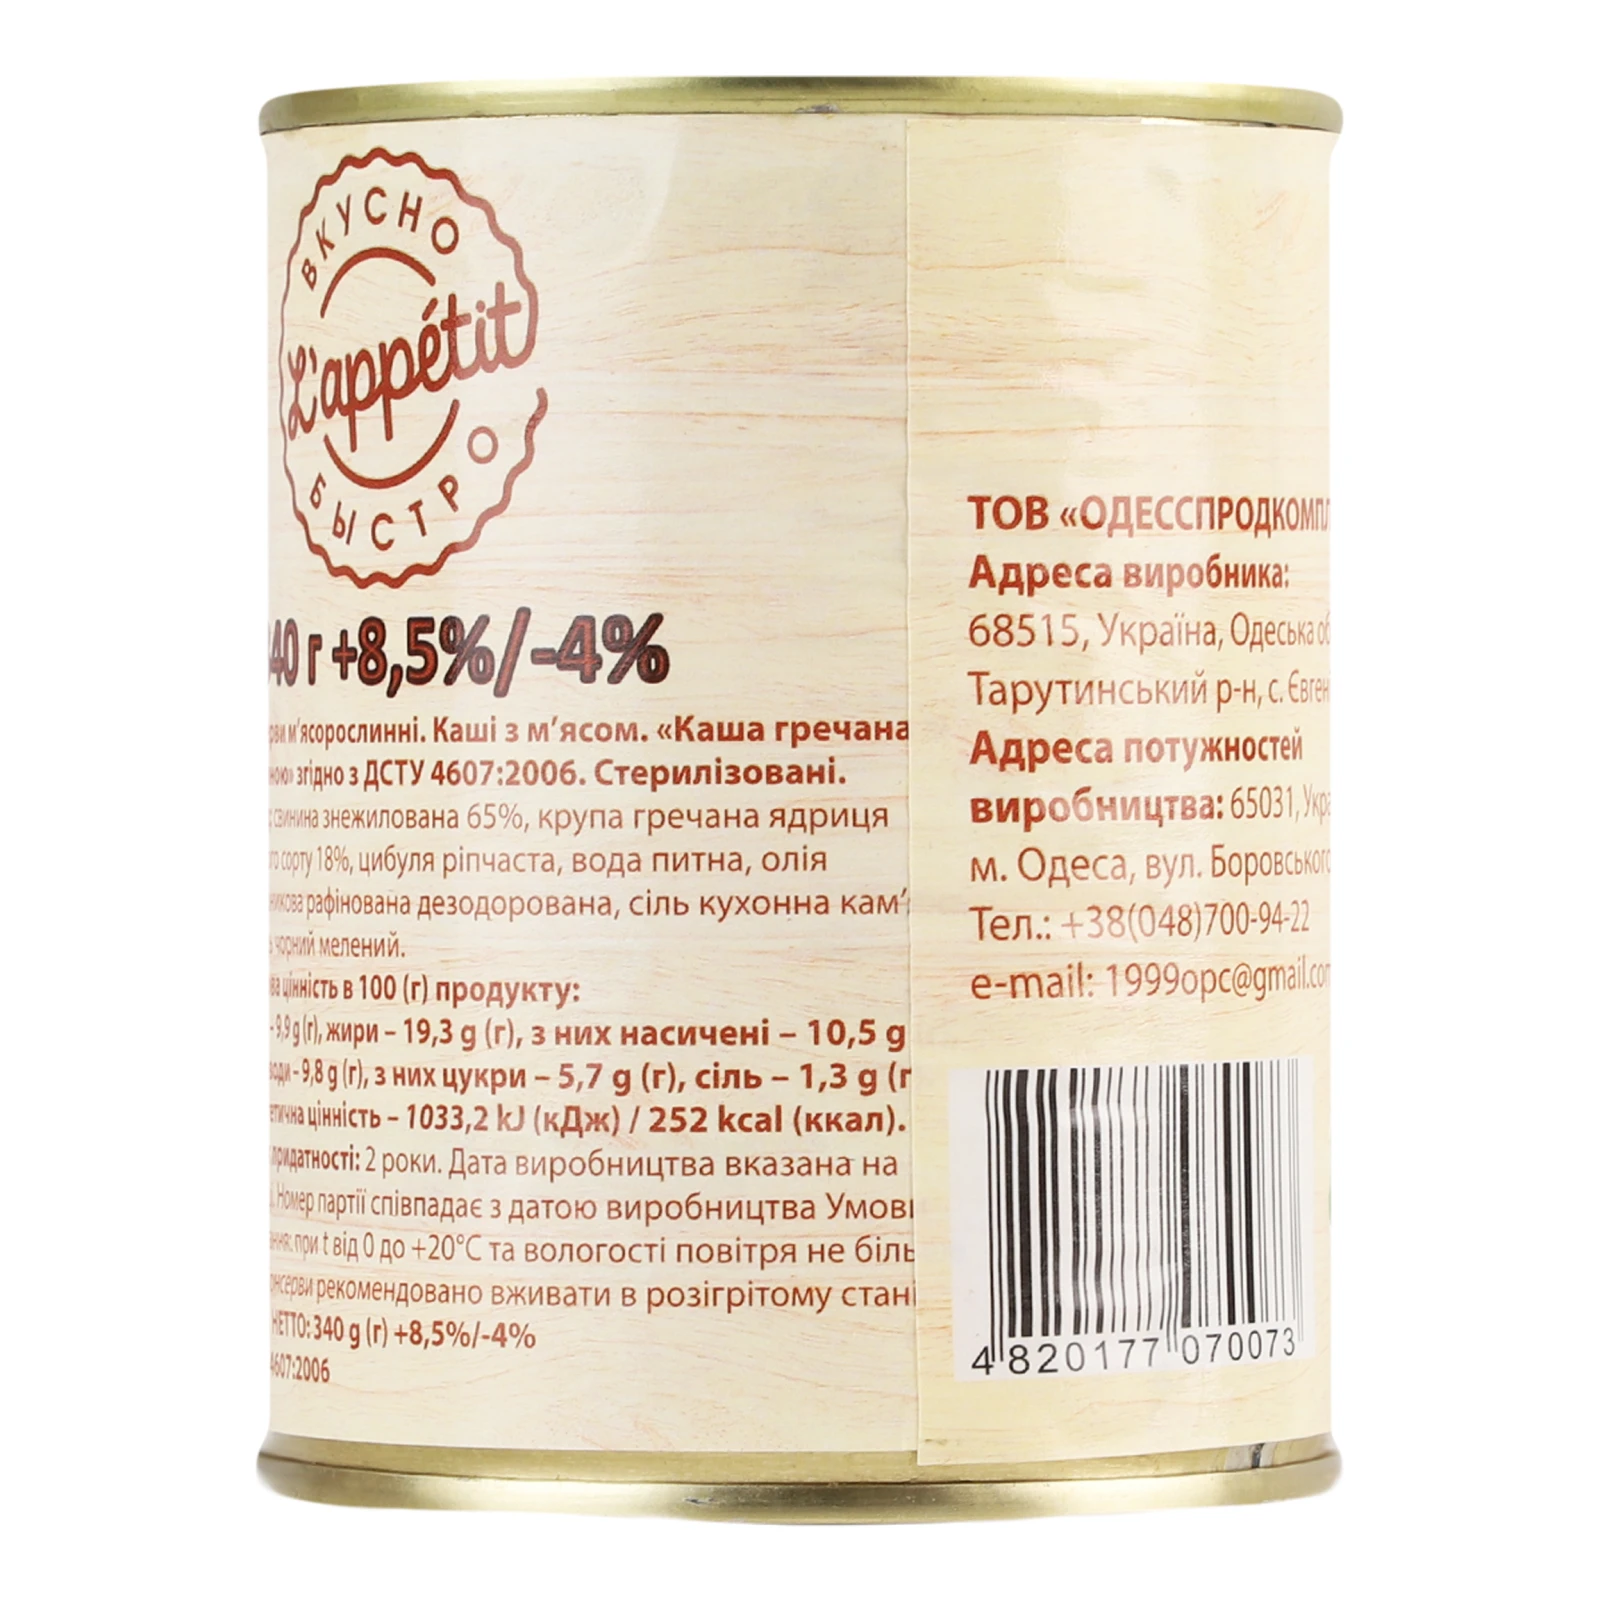 ВКУСНО
L'appétit
БЫСТРО
40 г +8,5%/-4%
м'ясорослинні. Каші з м'ясом. «Каша гречана
згідно з ДСТУ 4607:2006. Стерилізовані.
свинина знежилована 65%, крупа гречана ядриця
сорту 18%, цибуля ріпчаста, вода питна, олія
рафінована дезодорована, сіль кухонна кам'
чорний мелений.
цінність в 100 (г) продукту:
– 9,9 g (г), жири – 19,3 g (г), з них насичені – 10,5 g
– 9,8 g (г), з них цукри – 5,7 g (г), сіль – 1,3 g (г
цінність – 1033,2 kJ (кДж) / 252 kcal (ккал).
придатності: 2 роки. Дата виробництва вказана на
Номер партії співпадає з датою виробництва Умов
при t від 0 до +20°C та вологості повітря не біль
рекомендовано вживати в розігрітому стан
НЕТТО: 340 g (г) +8,5%/-4%
4607:2006
ТОВ «ОДЕССПРОДКОМПЛ
Адреса виробника:
68515, Україна, Одеська об
Тарутинський р-н, с. Євген
Адреса потужностей
виробництва: 65031, Укра
м. Одеса, вул. Боровського
Тел.: +38(048)700-94-22
e-mail: 1999opc@gmail.com
4 820177 070073